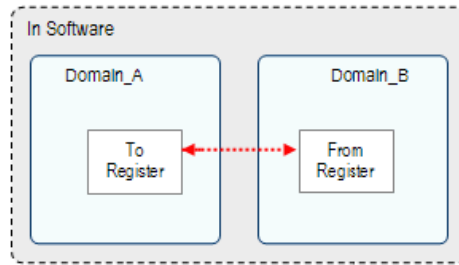 In Software
Domain_A
Domain_B
To
Register
From
Register